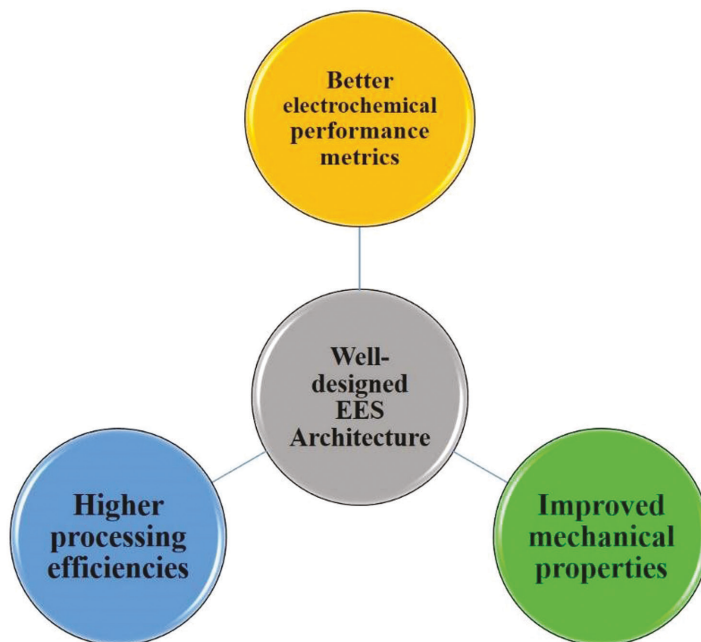 Better
electrochemical
performance
metrics
Well-
designed
EES
Architecture
Higher
processing
efficiencies
Improved
mechanical
properties